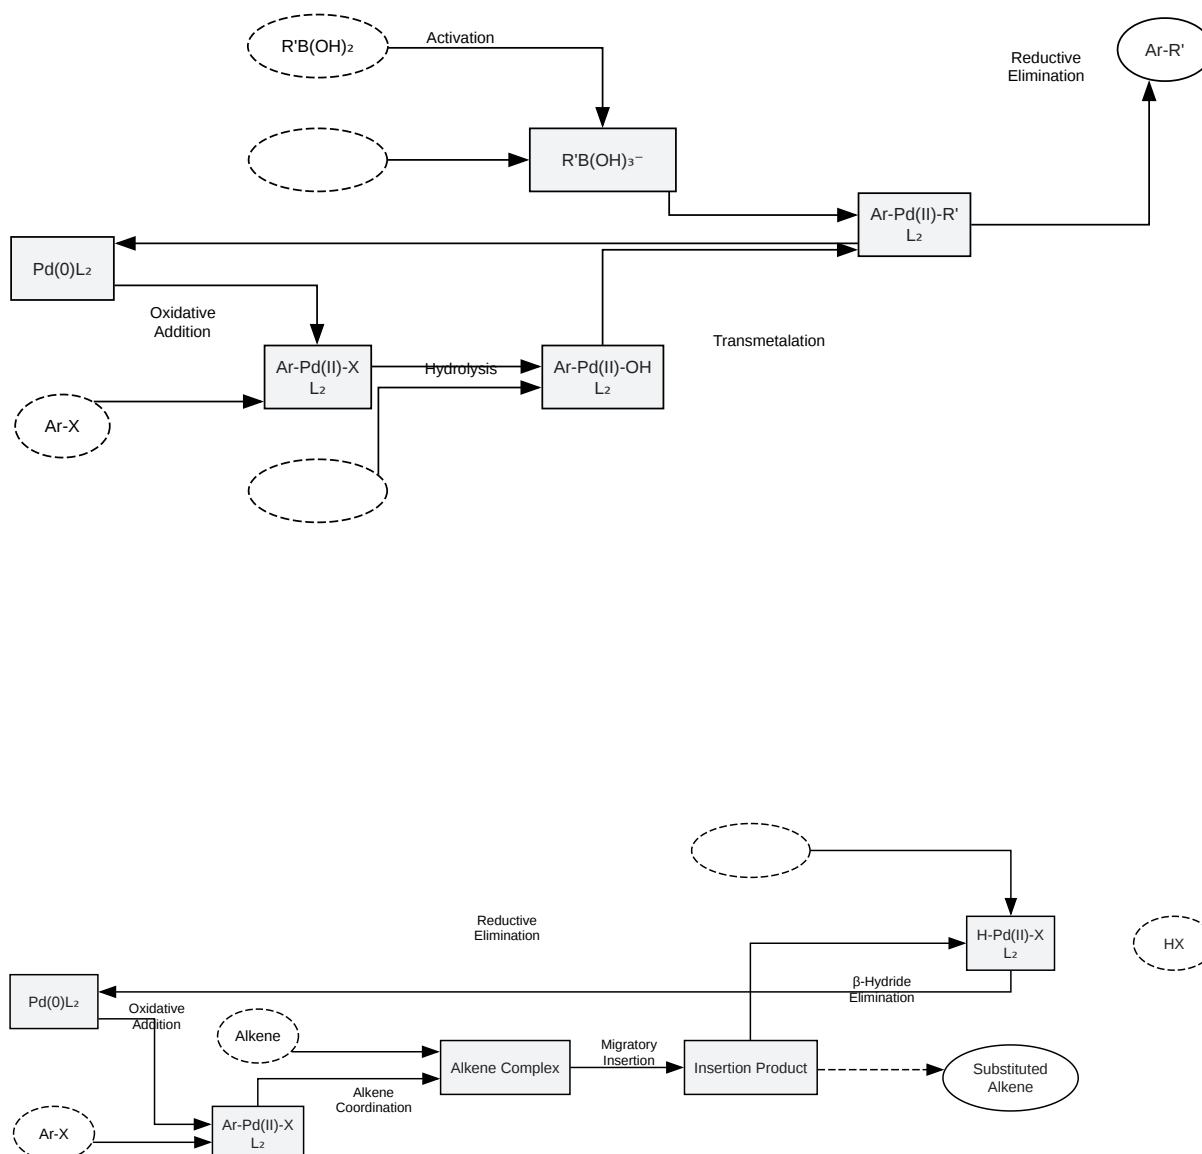 R'B(OH)₂
Activation
Reductive
Elimination
Ar-R'
R'B(OH)₃⁻
Ar-Pd(II)-R'
L₂
Pd(0)L₂
Oxidative
Addition
Transmetalation
Ar-Pd(II)-X
L₂
Hydrolysis
Ar-Pd(II)-OH
L₂
Ar-X
Reductive
Elimination
H-Pd(II)-X
L₂
HX
β-Hydride
Elimination
Pd(0)L₂
Oxidative
Addition
Alkene
Migratory
Insertion
Alkene Complex
Insertion Product
Substituted
Alkene
Alkene
Coordination
Ar-X
Ar-Pd(II)-X
L₂